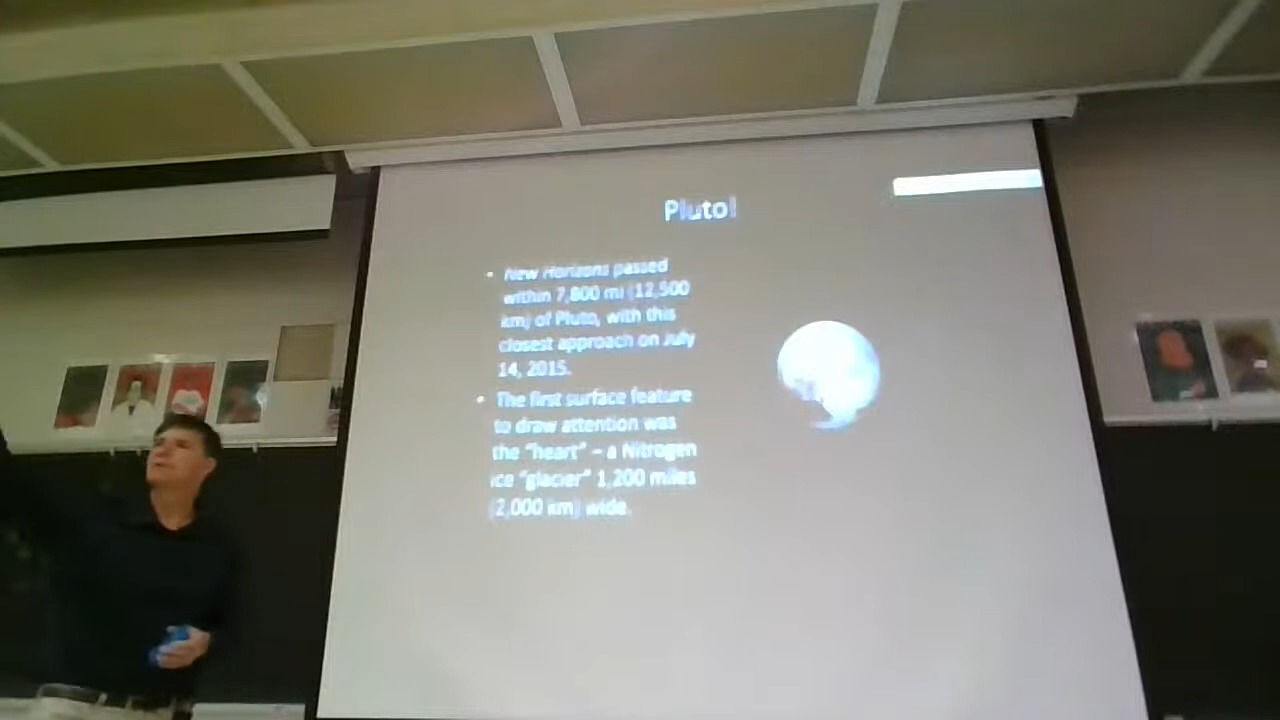 Pluto!
• New Horizons passed
within 7,800 mi (12,500
km) of Pluto, with this
closest approach on July
14, 2015.
• The first surface feature
to draw attention was
the "heart" – a Nitrogen
ice "glacier" 1,200 miles
(2,000 km) wide.